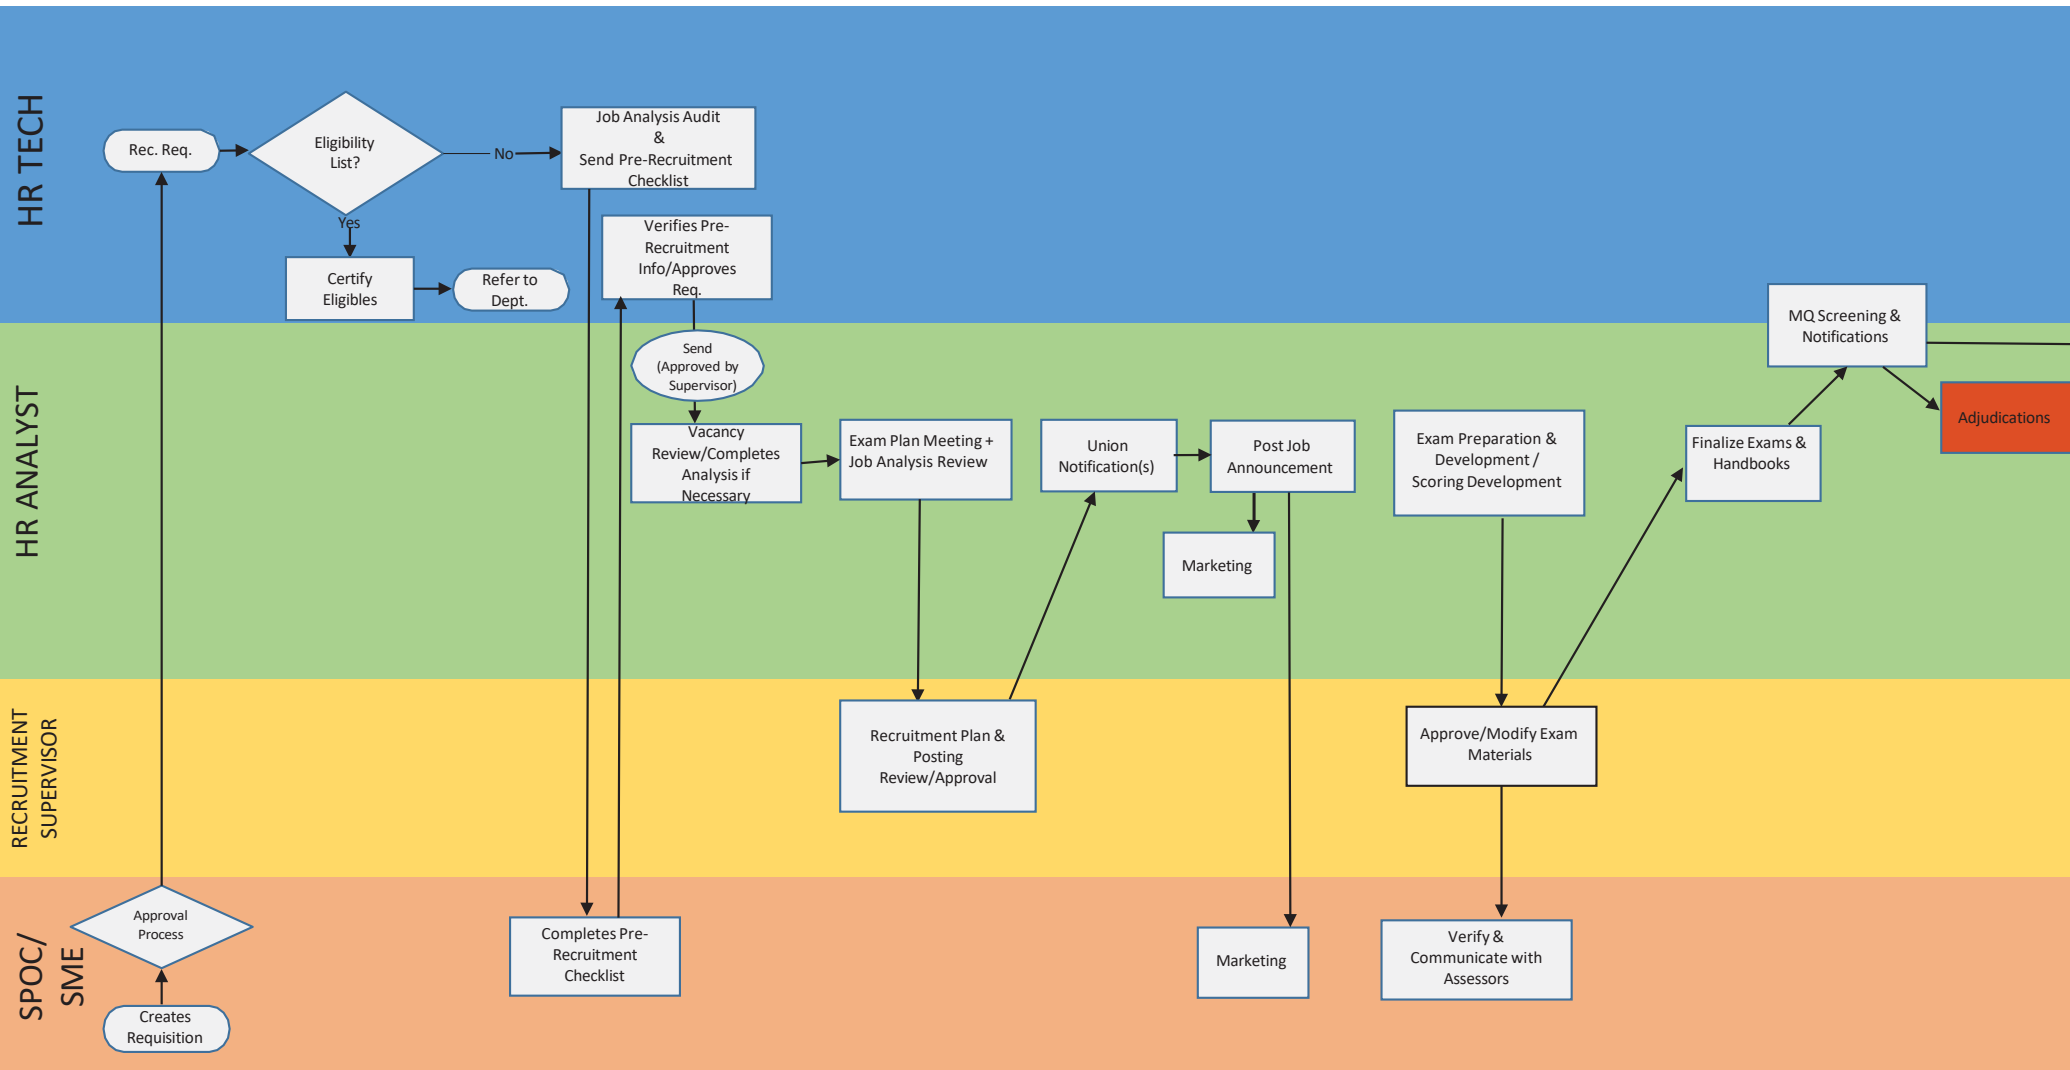 HR TECH
Rec. Req.
Eligibility
List?
No
Yes
Certify
Eligibles
Refer to
Dept.
Job Analysis Audit
&
Send Pre-Recruitment
Checklist
Verifies Pre-
Recruitment
Info/Approves
Req.
MQ Screening &
Notifications
HR ANALYST
Send
(Approved by
Supervisor)
Vacancy
Review/Completes
Analysis if
Necessary
Exam Plan Meeting +
Job Analysis Review
Union
Notification(s)
Post Job
Announcement
Marketing
Exam Preparation &
Development /
Scoring Development
Finalize Exams &
Handbooks
Adjudications
RECRUITMENT
SUPERVISOR
Recruitment Plan &
Posting
Review/Approval
Approve/Modify Exam
Materials
SPOC/
SME
Approval
Process
Creates
Requisition
Completes Pre-
Recruitment
Checklist
Marketing
Verify &
Communicate with
Assessors